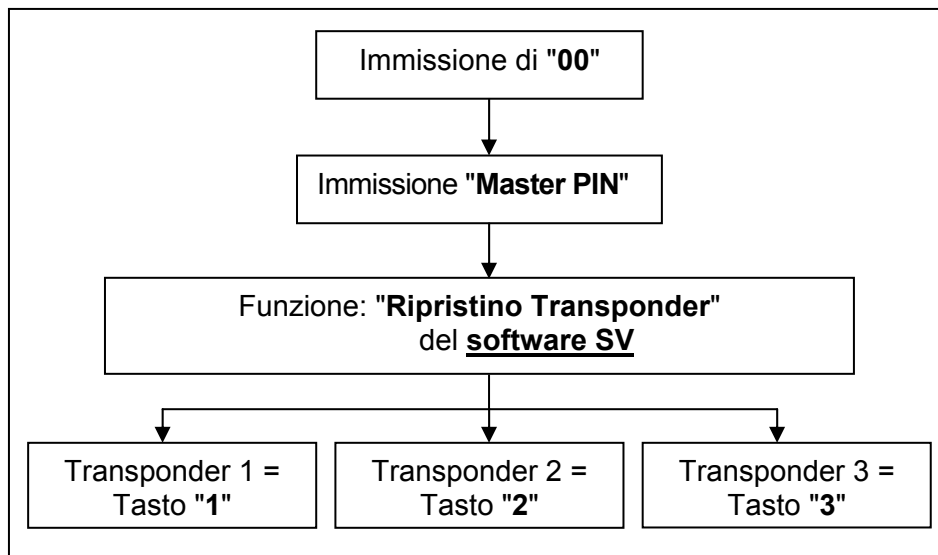 Immissione di "00"
Immissione "Master PIN"
Funzione: "Ripristino Transponder"
del software SV
Transponder 1 =
Tasto "1"
Transponder 2 =
Tasto "2"
Transponder 3 =
Tasto "3"